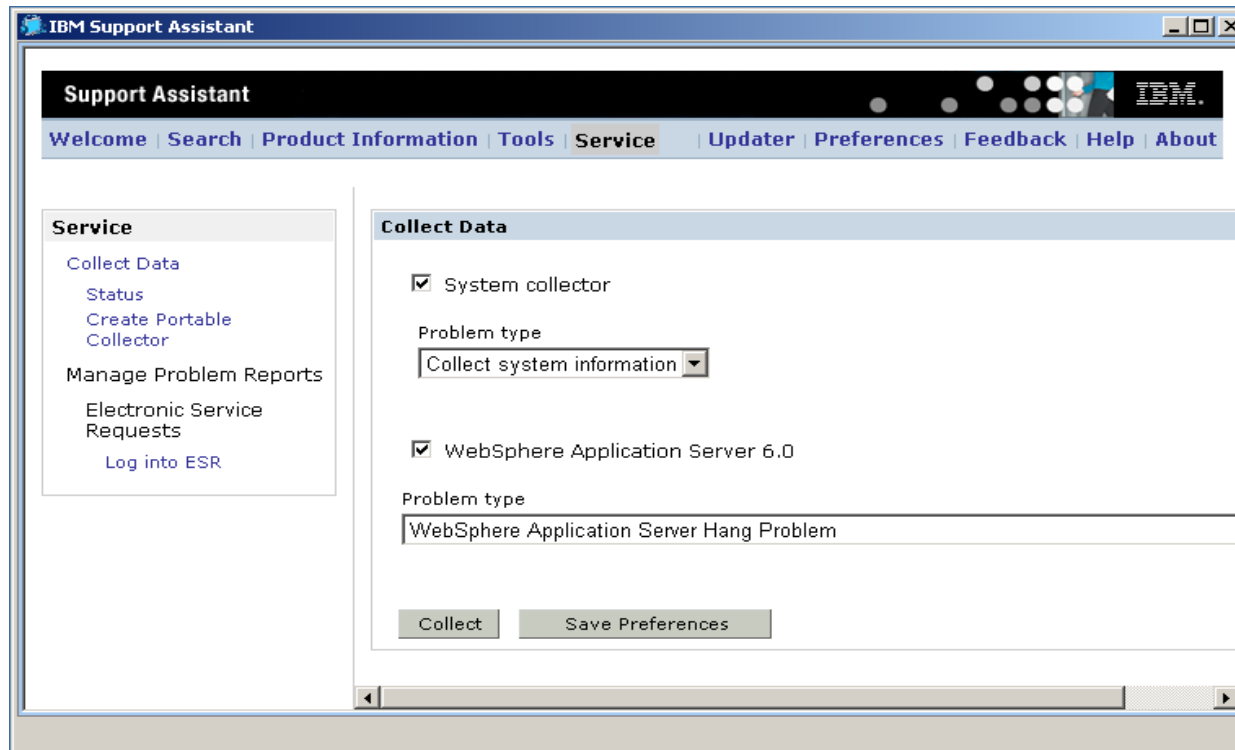 IBM Support Assistant
Support Assistant
IBM.
Welcome | Search | Product Information | Tools | Service | Updater | Preferences | Feedback | Help | About
Service
Collect Data
Status
Create Portable
Collector
Manage Problem Reports
Electronic Service
Requests
Log into ESR
Collect Data
System collector
Problem type
Collect system information
WebSphere Application Server 6.0
Problem type
WebSphere Application Server Hang Problem
Collect
Save Preferences